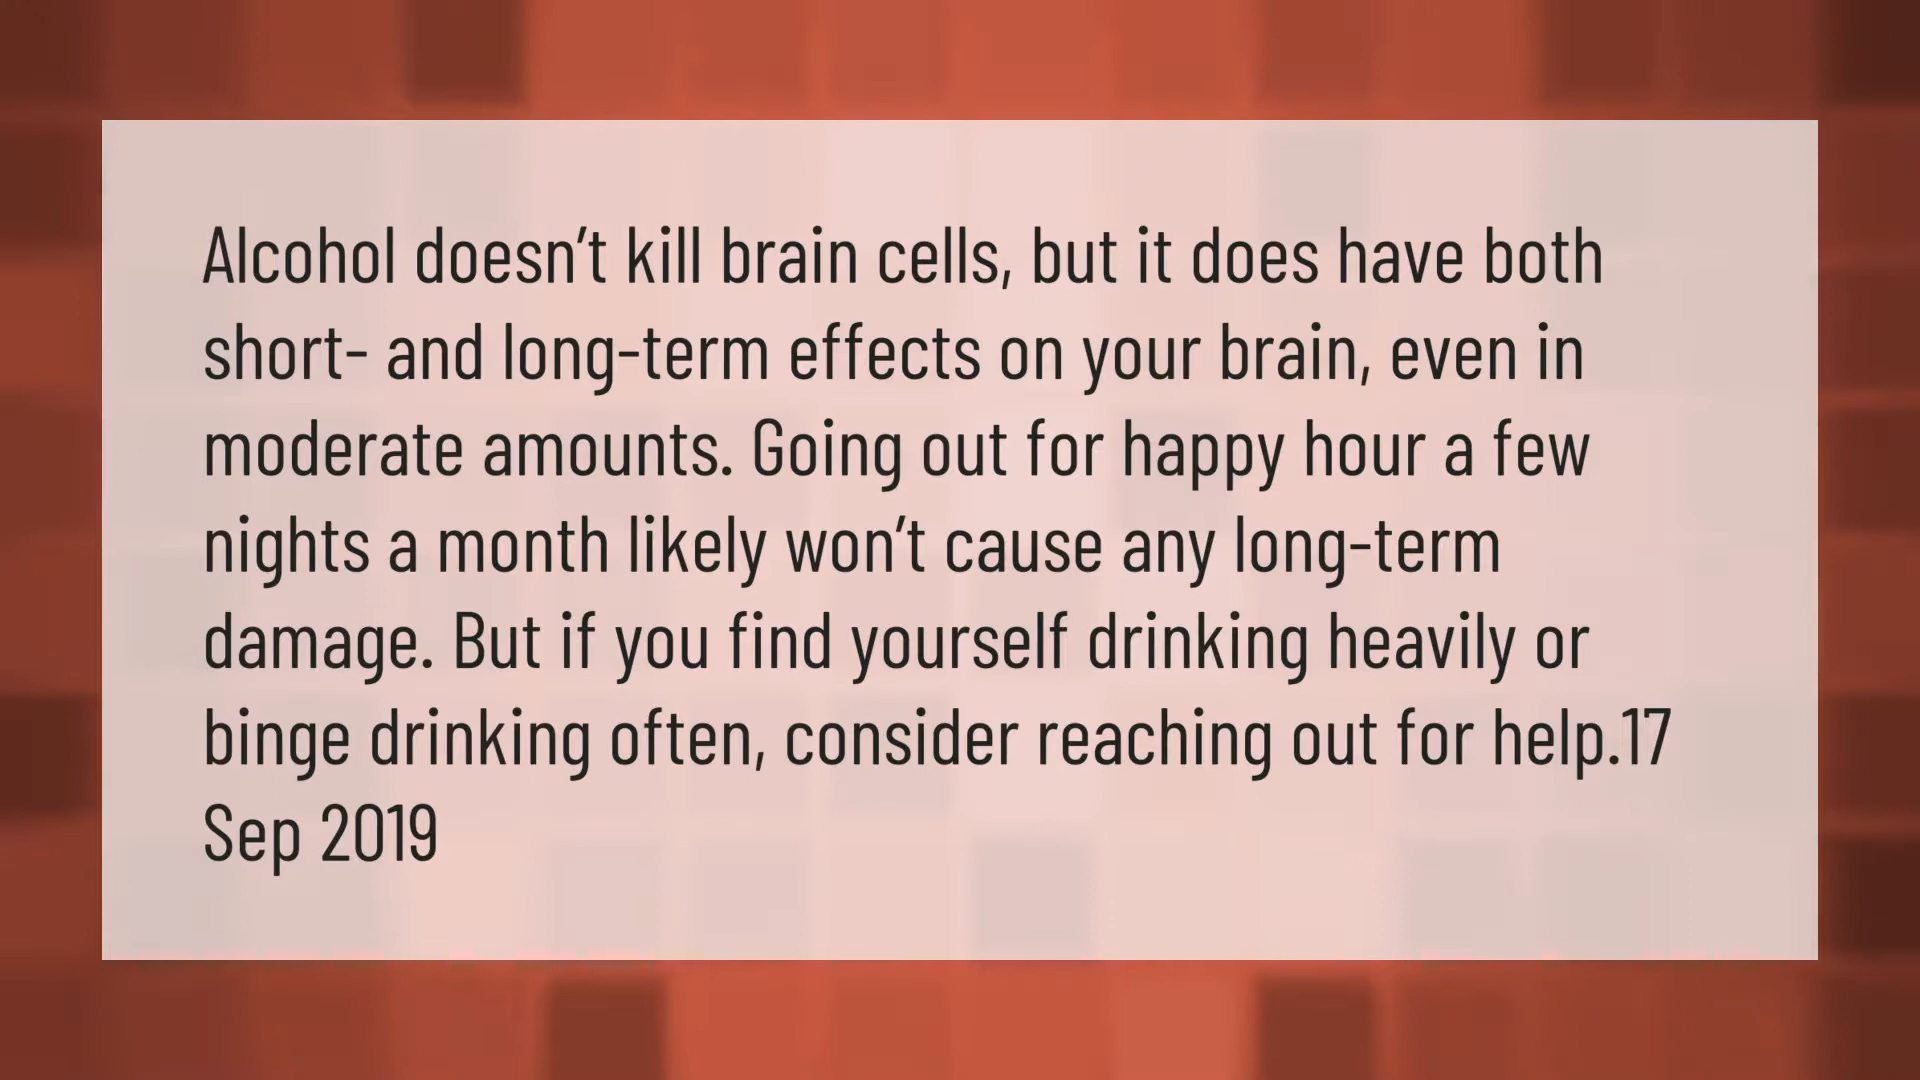 Alcohol doesn’t kill brain cells, but it does have both
short- and long-term effects on your brain, even in
moderate amounts. Going out for happy hour a few
nights a month likely won’t cause any long-term
damage. But if you find yourself drinking heavily or
binge drinking often, consider reaching out for help.17
Sep 2019